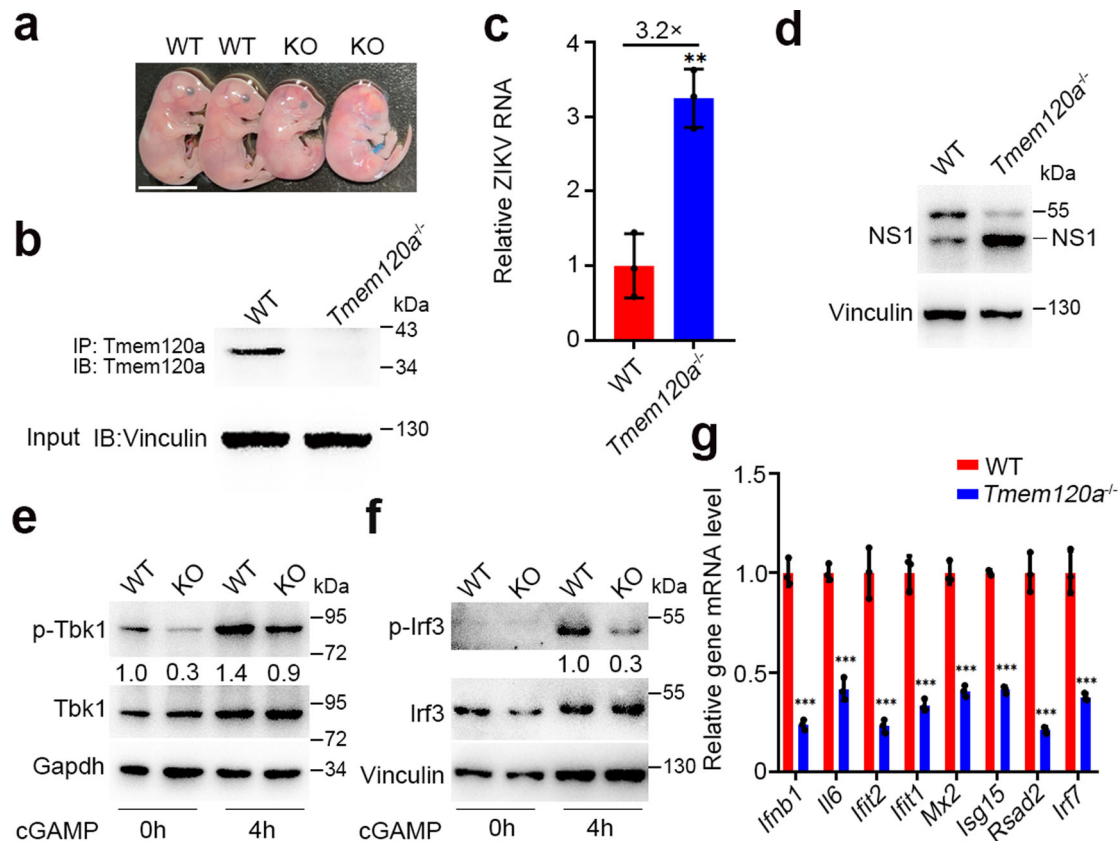 a
WT WT KO KO
b
WT Tmem120a-/-
kDa
IP: Tmem120a
IB: Tmem120a
43
34
Input IB:Vinculin
130
c
3.2×
**
Relative ZIKV RNA
4
3
2
1
0
WT
Tmem120a-/-
d
WT Tmem120a-/-
kDa
55
NS1
NS1
Vinculin
130
e
WT KO WT KO
kDa
p-Tbk1
95
72
1.0 0.3 1.4 0.9
Tbk1
95
72
Gapdh
34
cGAMP 0h 4h
f
WT KO WT KO
kDa
p-Irf3
55
1.0 0.3
Irf3
55
Vinculin
130
cGAMP 0h 4h
g
WT
Tmem120a-/-
Relative gene mRNA level
1.5
1.0
0.5
0
*** *** *** *** *** *** *** ***
Ifnb1 Il6 Ifit2 Ifit1 Mx2 Isg15 Rsad2 Irf7